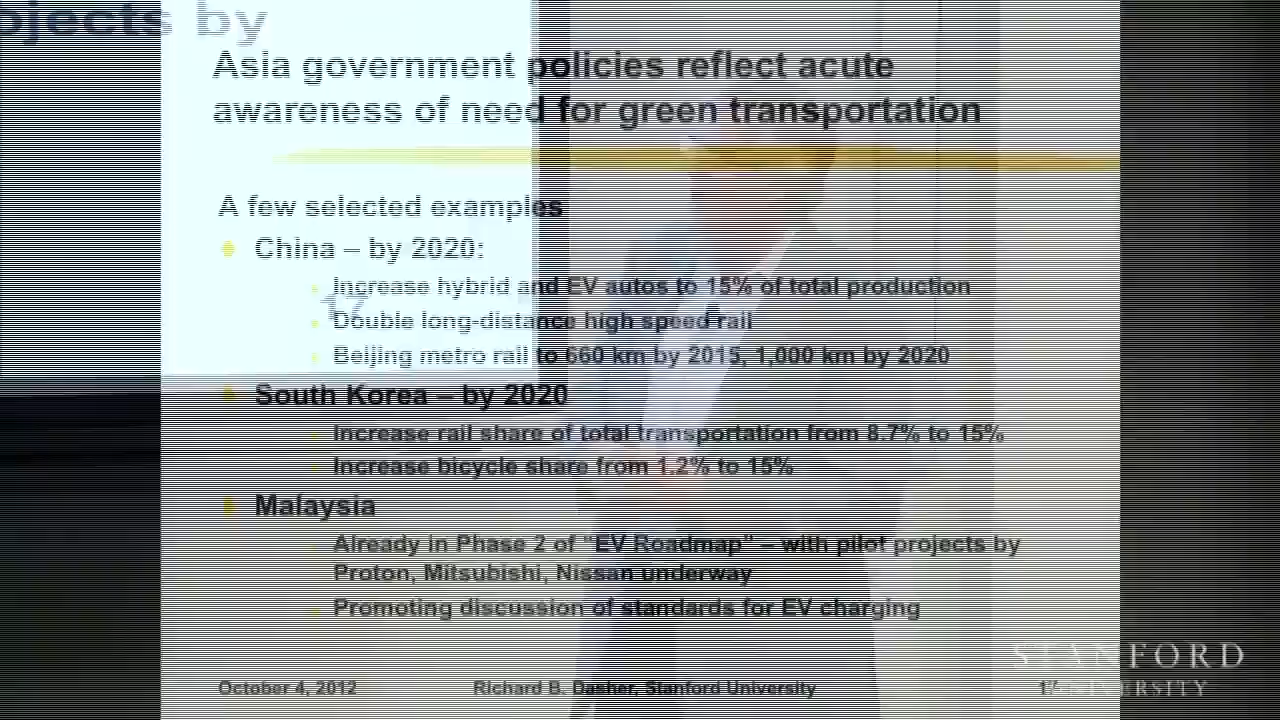 ojects by
Asia government policies reflect acute
awareness of need for green transportation
A few selected examples
China – by 2020:
Increase hybrid and EV autos to 15% of total production
17
Double long-distance high speed rail
Beijing metro rail to 660 km by 2015, 1,000 km by 2020
South Korea – by 2020
Increase rail share of total transportation from 8.7% to 15%
Increase bicycle share from 1.2% to 15%
Malaysia
Already in Phase 2 of “EV Roadmap” – with pilot projects by
Proton, Mitsubishi, Nissan underway
Promoting discussion of standards for EV charging
STANFORD
UNIVERSITY
October 4, 2012
Richard B. Dasher, Stanford University
17